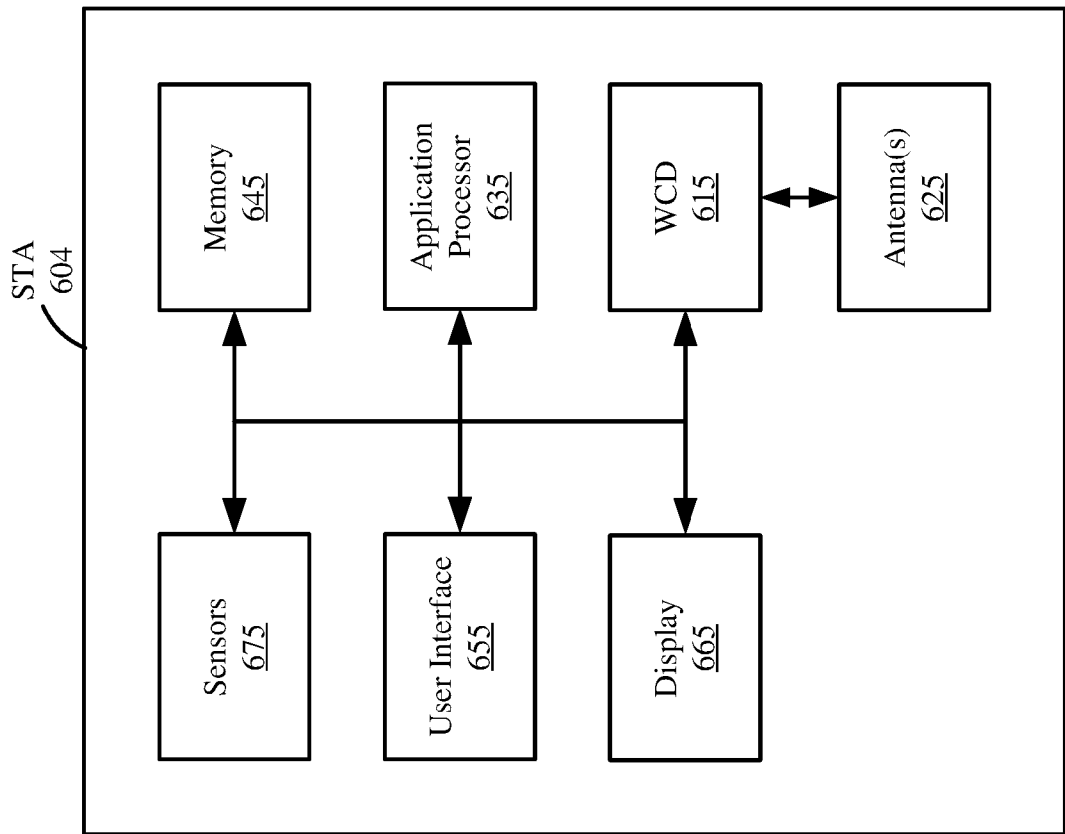 STA
604
Sensors
675
Memory
645
User Interface
655
Application
Processor
635
Display
665
WCD
615
Antenna(s)
625